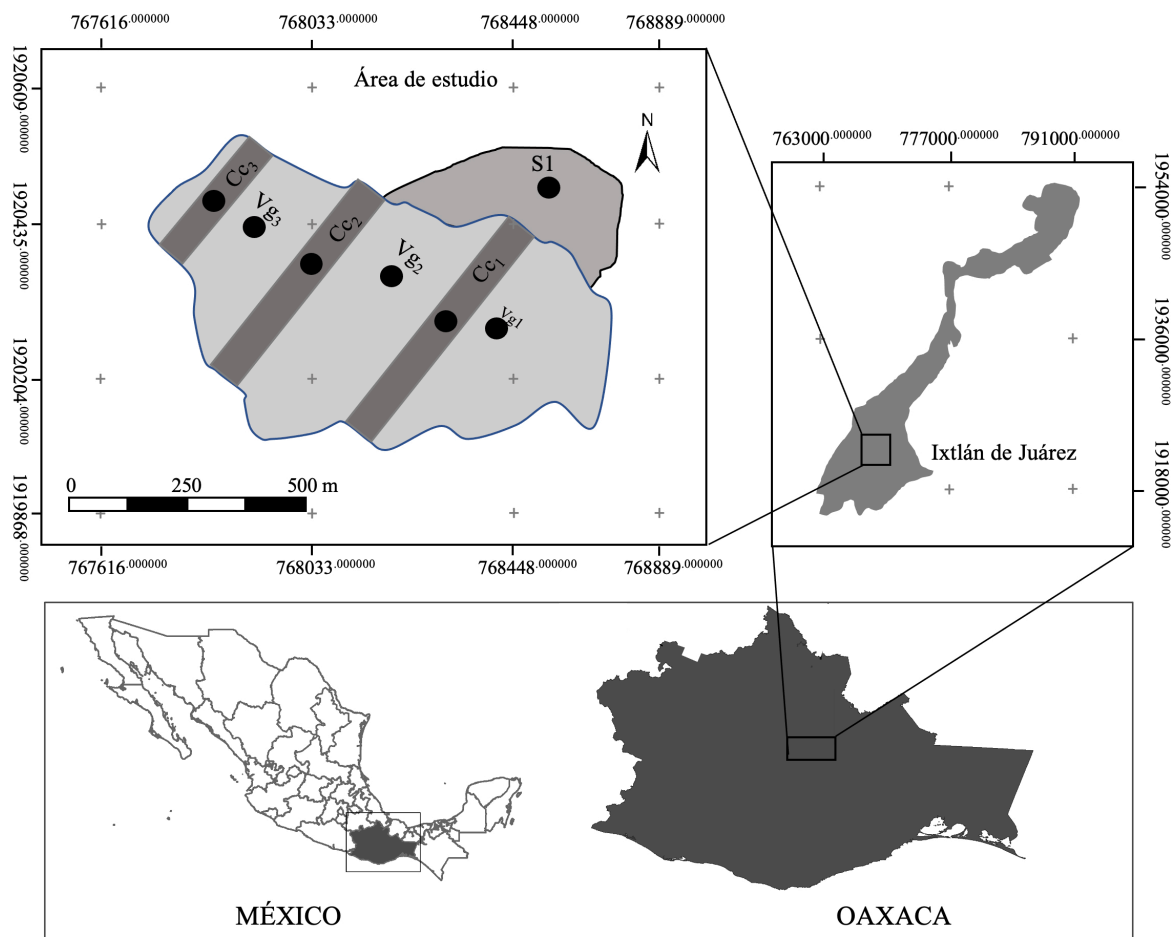 767616.000000 768033.000000 768448.000000 768889.000000
Área de estudio
N
1920609.000000
1920435.000000
1920204.000000
1919868.000000
S1
Cc3
Vg3
Cc2
Vg2
Cc1
Vg1
0 250 500 m
767616.000000 768033.000000 768448.000000 768889.000000
763000.000000 777000.000000 791000.000000
1954000.000000
1936000.000000
1918000.000000
Ixtlán de Juárez
MÉXICO
OAXACA